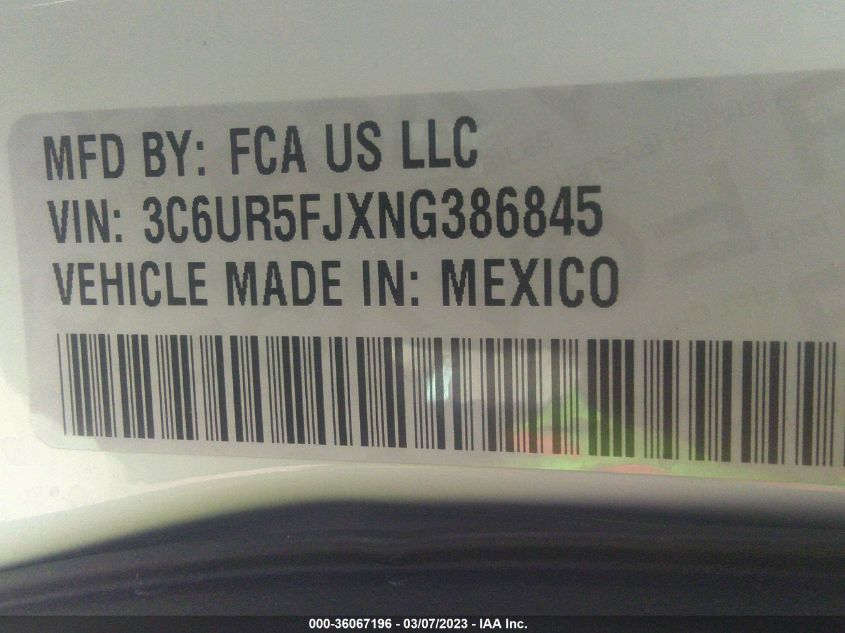 MFD BY: FCA US LLC
VIN: 3C6UR5FJXNG386845
VEHICLE MADE IN: MEXICO
000-36067196 - 03/07/2023 - IAA Inc.